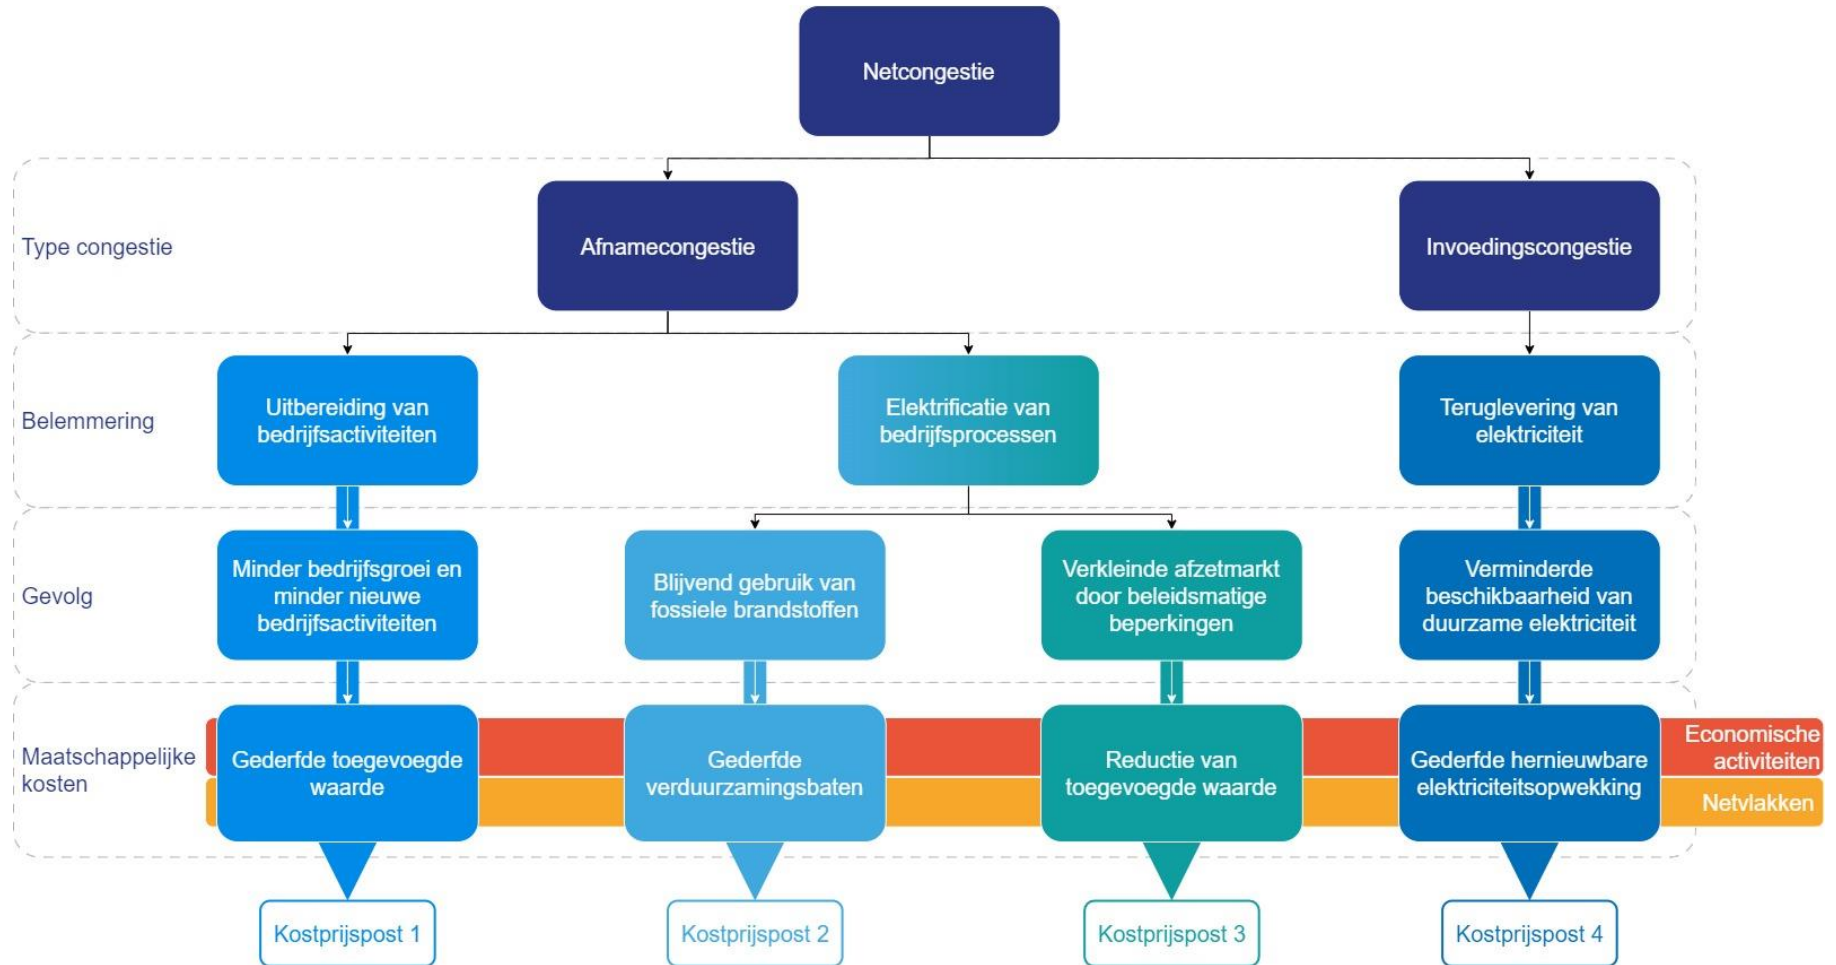 Netcongestie
Type congestie
Afnamecongestie
Invoedingscongestie
Belemmering
Uitbereiding van
bedrijfsactiviteiten
Elektrificatie van
bedrijfsprocessen
Teruglevering van
elektriciteit
Gevolg
Minder bedrijfsgroei en
minder nieuwe
bedrijfsactiviteiten
Blijvend gebruik van
fossiele brandstoffen
Verkleinde afzetmarkt
door beleidsmatige
beperkingen
Verminderde
beschikbaarheid van
duurzame elektriciteit
Maatschappelijke
kosten
Gederfde toegevoegde
waarde
Gederfde
verduurzamingsbaten
Reductie van
toegevoegde waarde
Gederfde hernieuwbare
elektriciteitsopwekking
Economische
activiteiten
Netvlakken
Kostprijspost 1
Kostprijspost 2
Kostprijspost 3
Kostprijspost 4